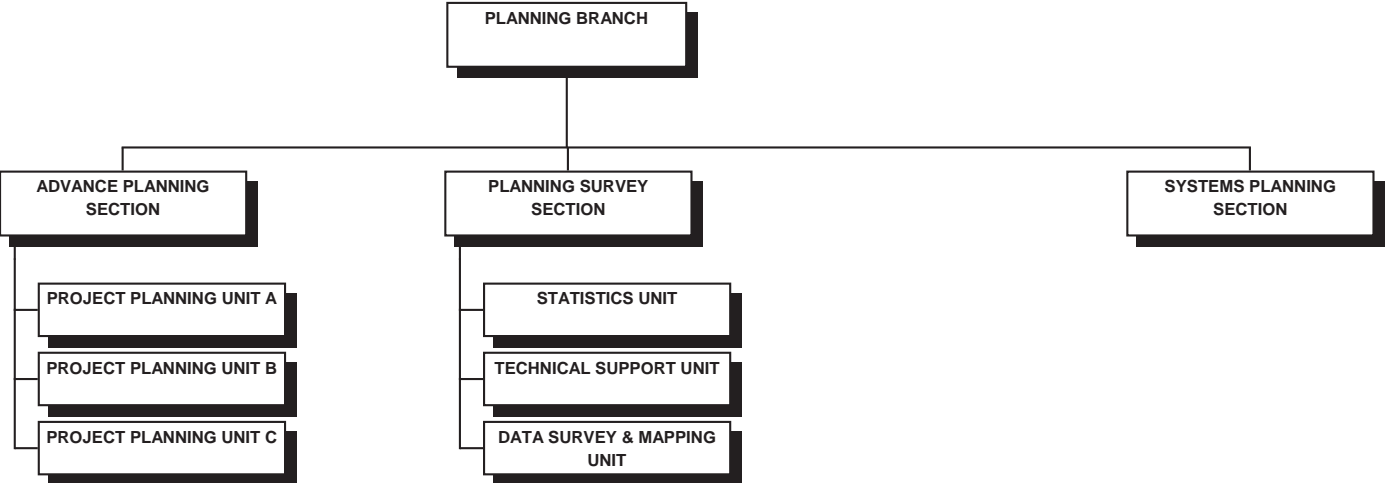 PLANNING BRANCH
ADVANCE PLANNING
SECTION
PLANNING SURVEY
SECTION
SYSTEMS PLANNING
SECTION
PROJECT PLANNING UNIT A
PROJECT PLANNING UNIT B
PROJECT PLANNING UNIT C
STATISTICS UNIT
TECHNICAL SUPPORT UNIT
DATA SURVEY & MAPPING
UNIT